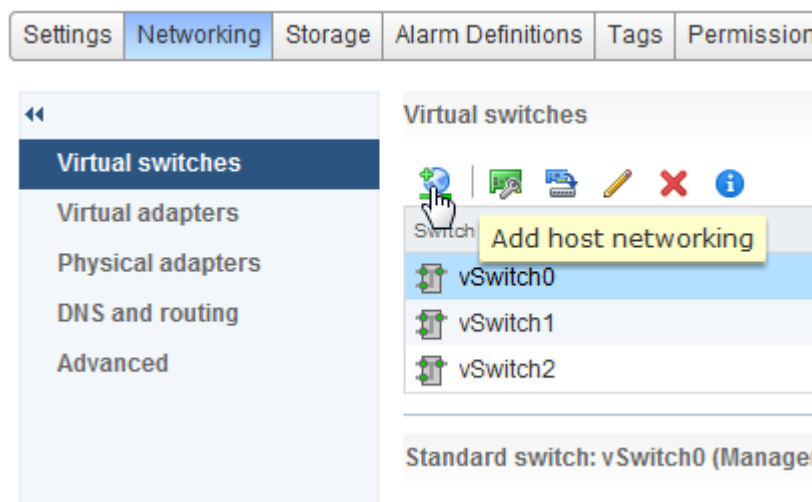 Settings Networking Storage Alarm Definitions Tags Permission
Virtual switches
Virtual adapters
Physical adapters
DNS and routing
Advanced
Virtual switches
Switch
Add host networking
vSwitch0
vSwitch1
vSwitch2
Standard switch: vSwitch0 (Manage